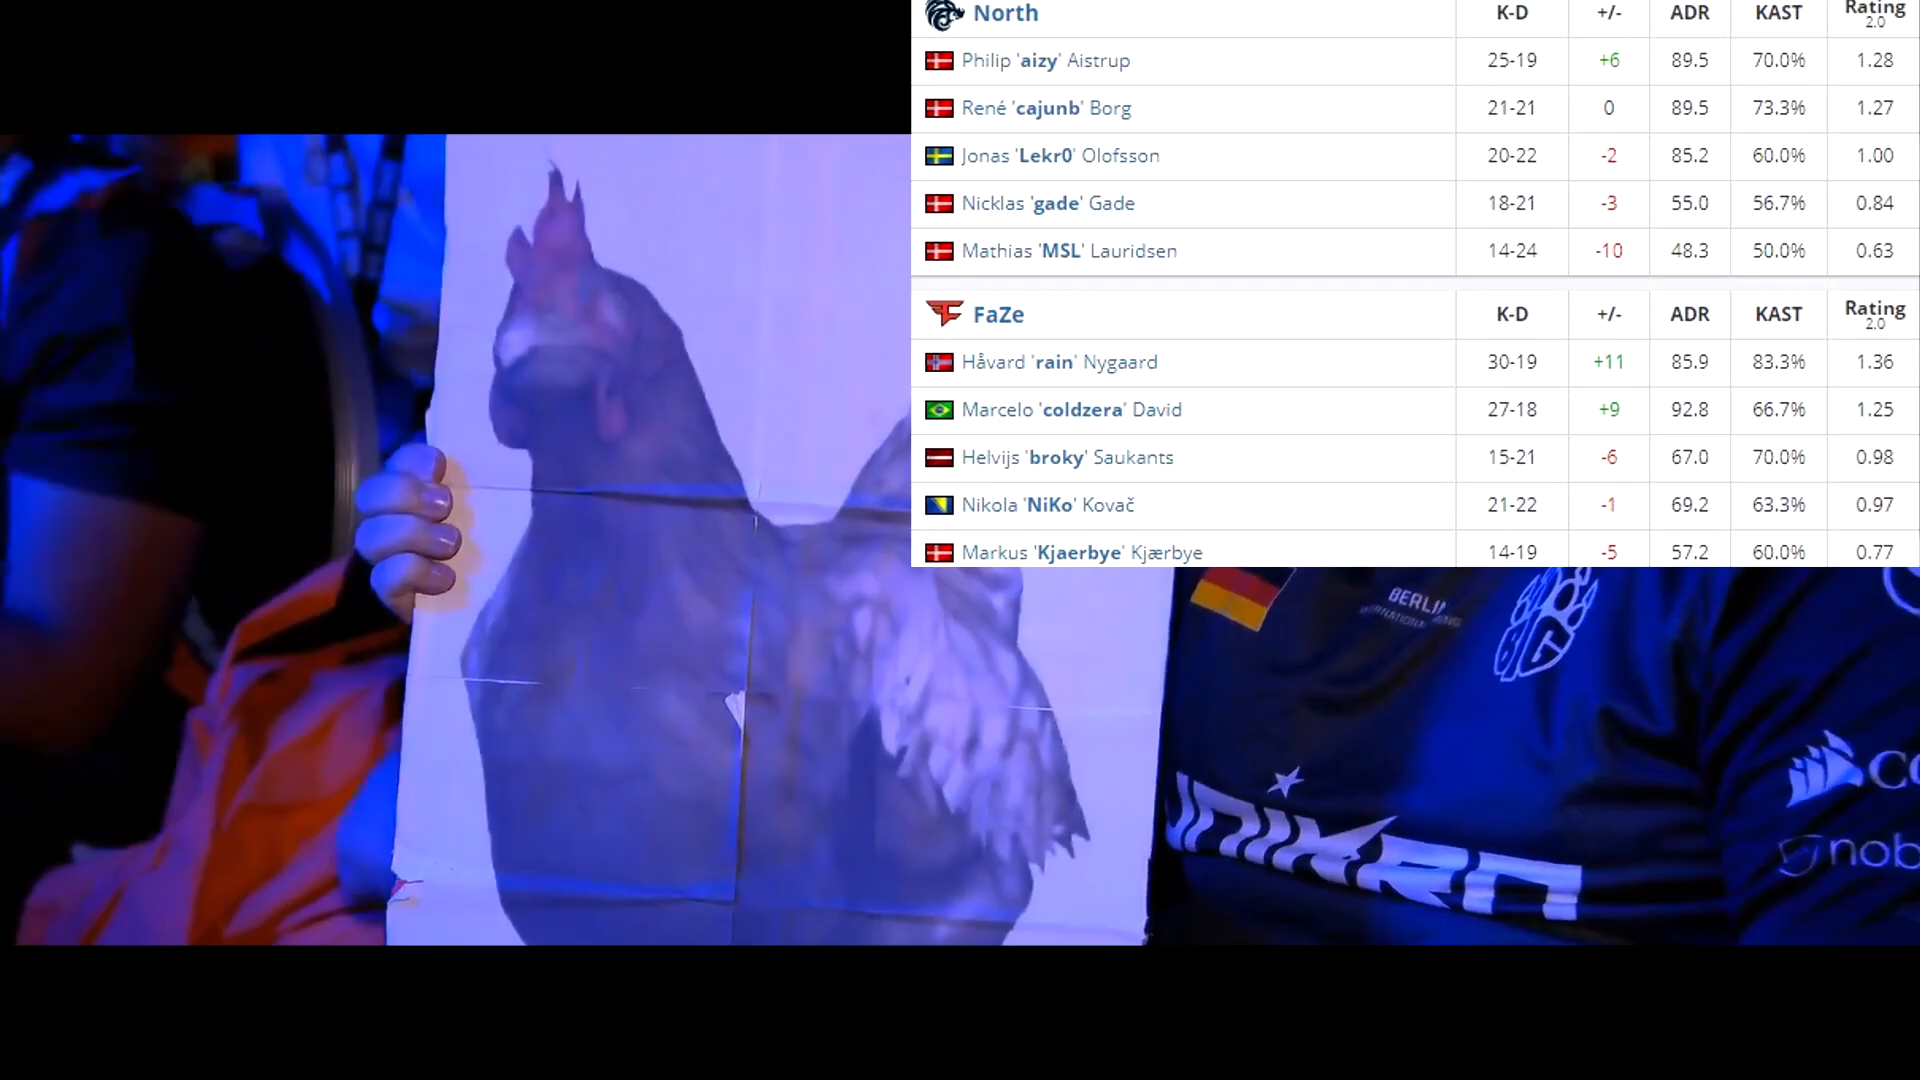 North K-D +/- ADR KAST Rating 2.0
Philip 'aizy' Aistrup 25-19 +6 89.5 70.0% 1.28
René 'cajunb' Borg 21-21 0 89.5 73.3% 1.27
Jonas 'Lekr0' Olofsson 20-22 -2 85.2 60.0% 1.00
Nicklas 'gade' Gade 18-21 -3 55.0 56.7% 0.84
Mathias 'MSL' Lauridsen 14-24 -10 48.3 50.0% 0.63
FaZe K-D +/- ADR KAST Rating 2.0
Håvard 'rain' Nygaard 30-19 +11 85.9 83.3% 1.36
Marcelo 'coldzera' David 27-18 +9 92.8 66.7% 1.25
Helvijs 'broky' Saukants 15-21 -6 67.0 70.0% 0.98
Nikola 'NiKo' Kovač 21-22 -1 69.2 63.3% 0.97
Markus 'Kjaerbye' Kjærbye 14-19 -5 57.2 60.0% 0.77
BERLIN
BIG
nob